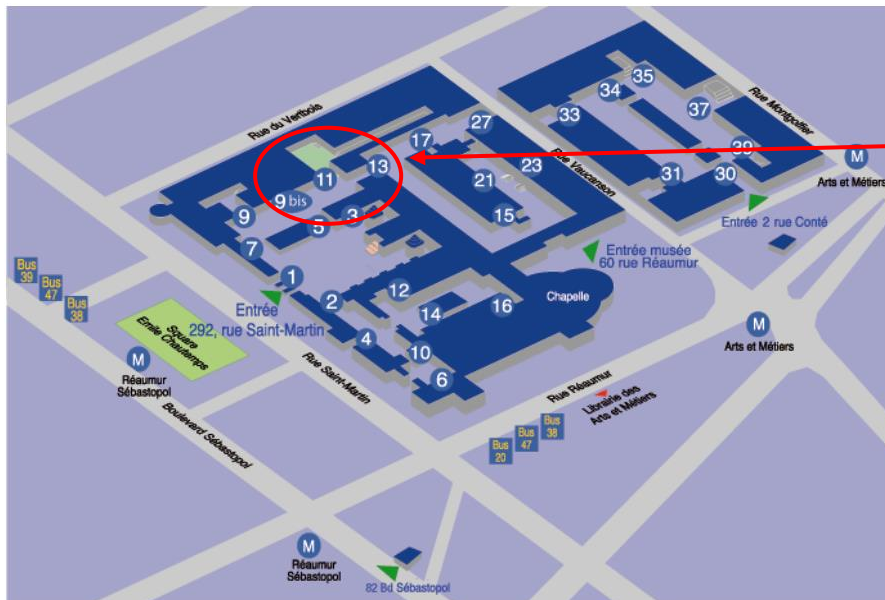 Rue du Vertbois
Rue Montgolfier
Rue Vaucanson
35
34
37
33
27
17
39
13
23
31
30
11
21
9 bis
15
9
5
3
7
1
2
12
14
16
4
10
6
M
Arts et Métiers
Entrée 2 rue Conté
Entrée musée
60 rue Réaumur
Chapelle
Bus
39
Bus
47
Bus
38
Entrée
292, rue Saint-Martin
Square
Emile Chautemps
M
Réaumur
Sébastopol
Rue Saint-Martin
M
Arts et Métiers
Rue Réaumur
Librairie des
Arts et Métiers
Boulevard Sébastopol
Bus
20
Bus
47
Bus
38
M
Réaumur
Sébastopol
82 Bd Sébastopol